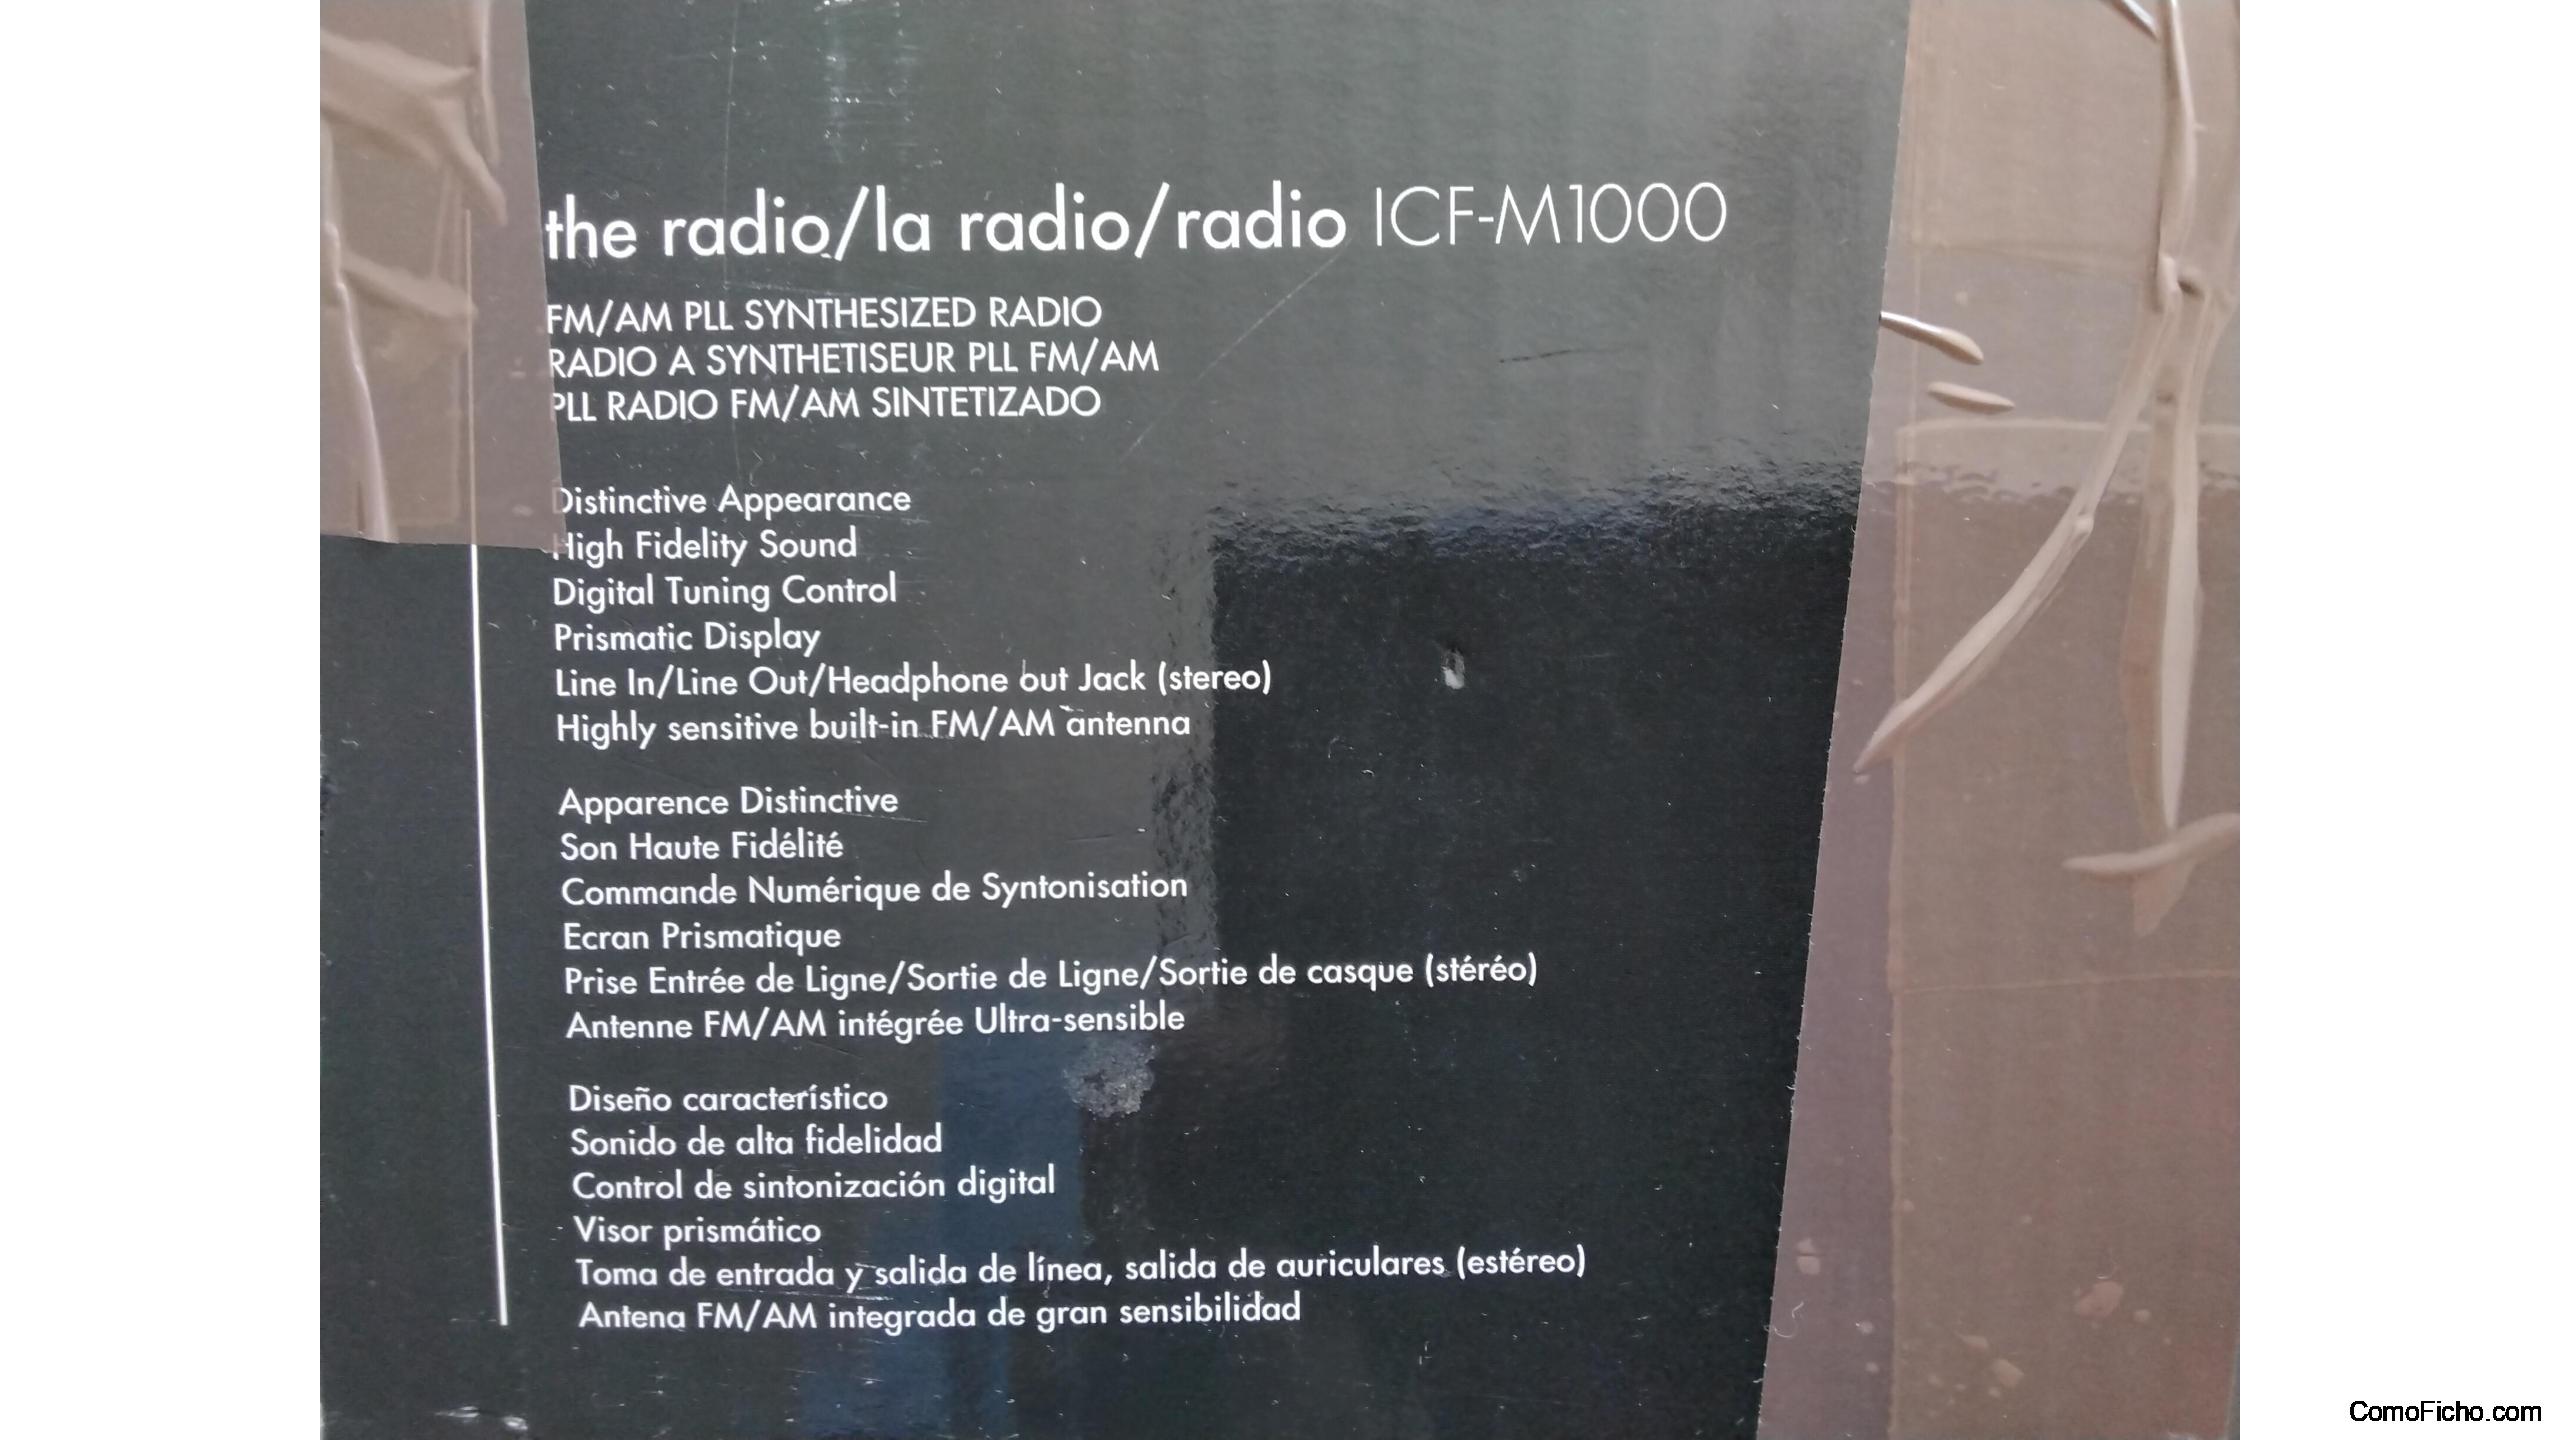 the radio/la radio/radio ICF-M1000
FM/AM PLL SYNTHESIZED RADIO
RADIO A SYNTHETISEUR PLL FM/AM
PLL RADIO FM/AM SINTETIZADO
Distinctive Appearance
High Fidelity Sound
Digital Tuning Control
Prismatic Display
Line In/Line Out/Headphone out Jack (stereo)
Highly sensitive built-in FM/AM antenna
Apparence Distinctive
Son Haute Fidélité
Commande Numérique de Syntonisation
Ecran Prismatique
Prise Entrée de Ligne/Sortie de Ligne/Sortie de casque (stéréo)
Antenne FM/AM intégrée Ultra-sensible
Diseño característico
Sonido de alta fidelidad
Control de sintonización digital
Visor prismático
Toma de entrada y salida de línea, salida de auriculares (estéreo)
Antena FM/AM integrada de gran sensibilidad
ComoFicho.com